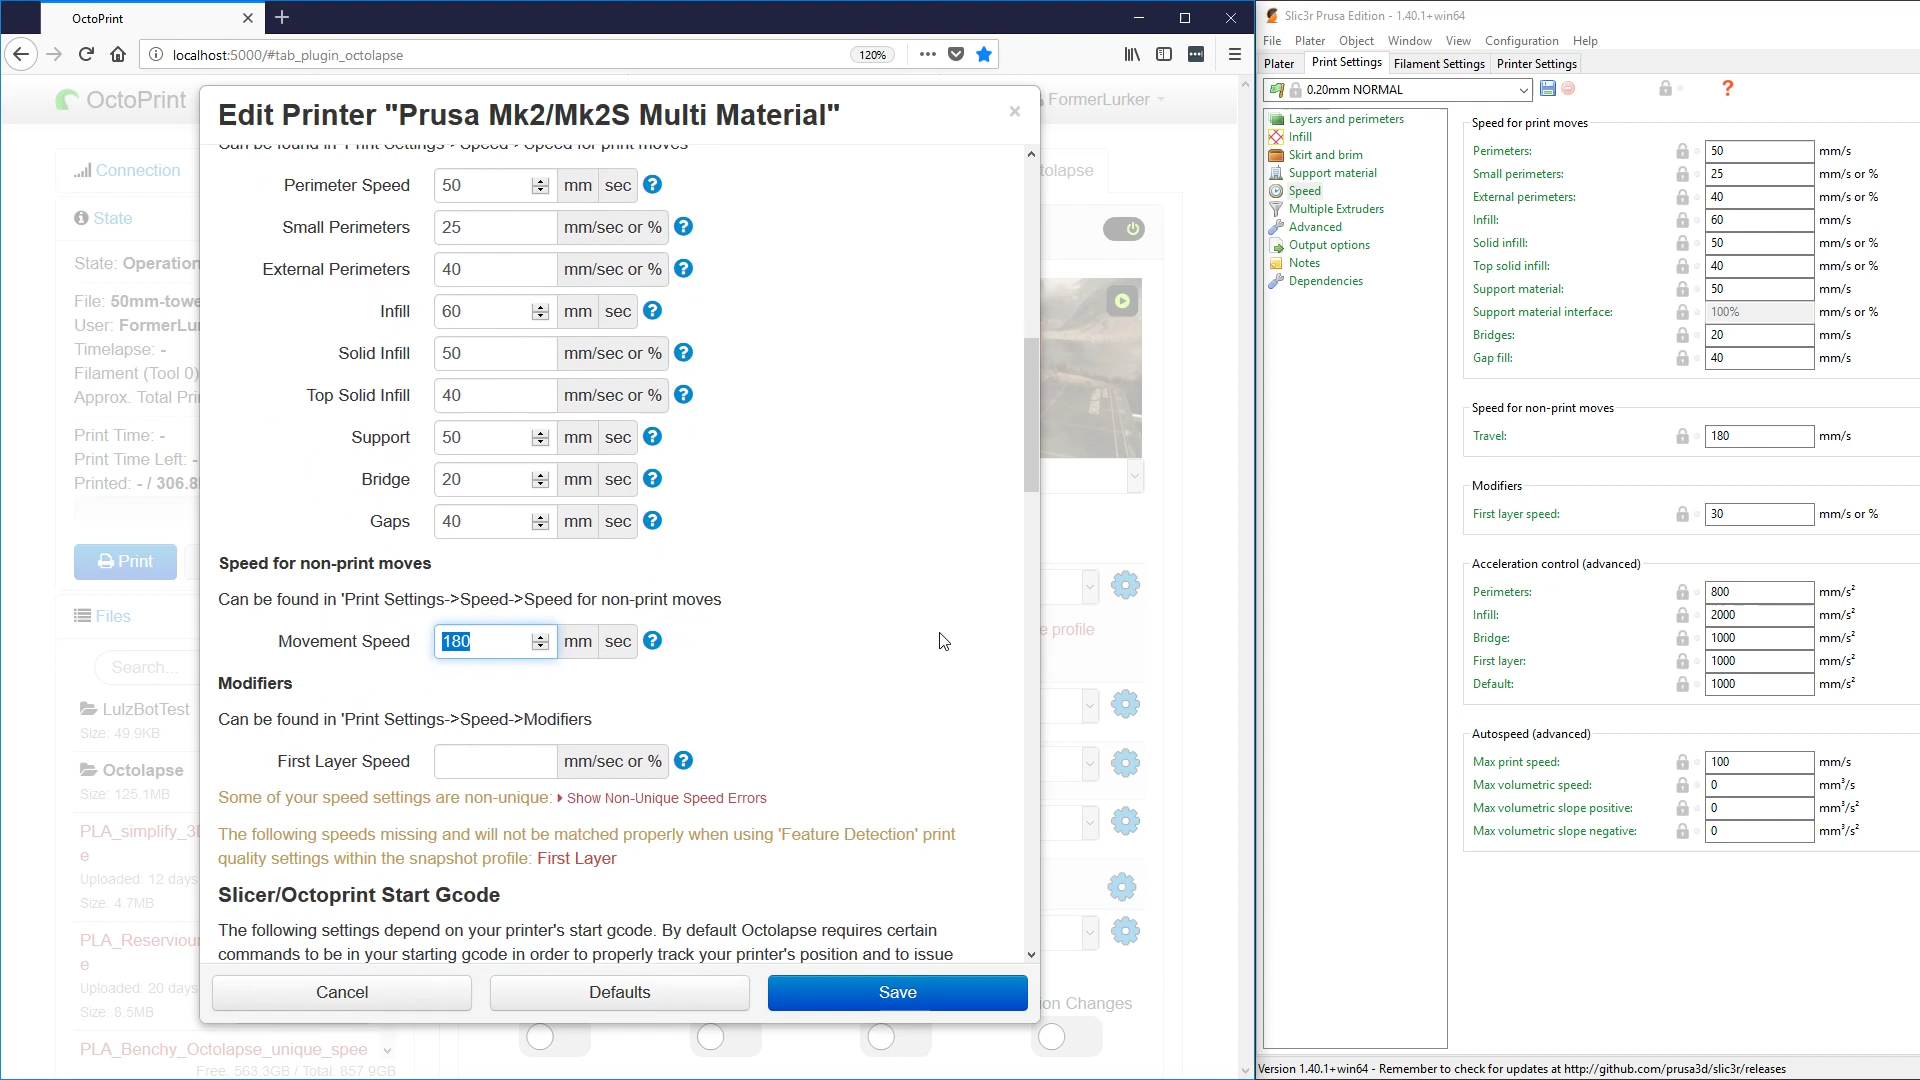 OctoPrint
localhost:5000/#tab_plugin_octolapse
120%
OctoPrint
FormerLurker
Connection
State
State: Operation
File: 50mm-towe
User: FormerLu
Timelapse: -
Filament (Tool 0)
Approx. Total Pri
Print Time: -
Print Time Left: -
Printed: - / 306.8
Print
Files
Search...
LulzBotTest
Size: 49.9KB
Octolapse
Size: 125.1MB
PLA_simplify_3D
e
Uploaded: 12 days
Size: 4.7MB
PLA_Reserviour
e
Uploaded: 20 days
Size: 8.5MB
PLA_Benchy_Octolapse_unique_spee
Free: 563.3GB / Total: 857.9GB
tolapse
e profile
ion Changes
Edit Printer "Prusa Mk2/Mk2S Multi Material"
×
Can be found in 'Print Settings->Speed->Speed for print moves
Perimeter Speed 50 mm sec
Small Perimeters 25 mm/sec or %
External Perimeters 40 mm/sec or %
Infill 60 mm sec
Solid Infill 50 mm/sec or %
Top Solid Infill 40 mm/sec or %
Support 50 mm sec
Bridge 20 mm sec
Gaps 40 mm sec
Speed for non-print moves
Can be found in 'Print Settings->Speed->Speed for non-print moves
Movement Speed 180 mm sec
Modifiers
Can be found in 'Print Settings->Speed->Modifiers
First Layer Speed mm/sec or %
Some of your speed settings are non-unique: Show Non-Unique Speed Errors
The following speeds missing and will not be matched properly when using 'Feature Detection' print
quality settings within the snapshot profile: First Layer
Slicer/Octoprint Start Gcode
The following settings depend on your printer's start gcode. By default Octolapse requires certain
commands to be in your starting gcode in order to properly track your printer's position and to issue
Cancel Defaults Save
Slic3r Prusa Edition - 1.40.1+win64
File Plater Object Window View Configuration Help
Plater Print Settings Filament Settings Printer Settings
0.20mm NORMAL
?
Layers and perimeters
Infill
Skirt and brim
Support material
Speed
Multiple Extruders
Advanced
Output options
Notes
Dependencies
Speed for print moves
Perimeters: 50 mm/s
Small perimeters: 25 mm/s or %
External perimeters: 40 mm/s or %
Infill: 60 mm/s
Solid infill: 50 mm/s or %
Top solid infill: 40 mm/s or %
Support material: 50 mm/s
Support material interface: 100% mm/s or %
Bridges: 20 mm/s
Gap fill: 40 mm/s
Speed for non-print moves
Travel: 180 mm/s
Modifiers
First layer speed: 30 mm/s or %
Acceleration control (advanced)
Perimeters: 800 mm/s²
Infill: 2000 mm/s²
Bridge: 1000 mm/s²
First layer: 1000 mm/s²
Default: 1000 mm/s²
Autospeed (advanced)
Max print speed: 100 mm/s
Max volumetric speed: 0 mm³/s
Max volumetric slope positive: 0 mm³/s²
Max volumetric slope negative: 0 mm³/s²
Version 1.40.1+win64 - Remember to check for updates at http://github.com/prusa3d/slic3r/releases